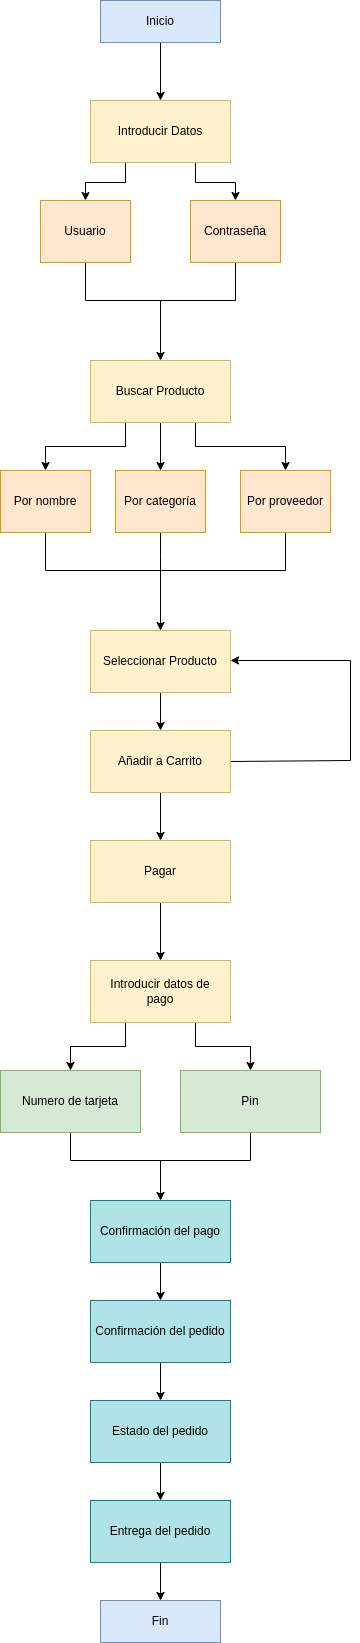 Inicio
Introducir Datos
Usuario
Contraseña
Buscar Producto
Por nombre
Por categoría
Por proveedor
Seleccionar Producto
Añadir a Carrito
Pagar
Introducir datos de
pago
Numero de tarjeta
Pin
Confirmación del pago
Confirmación del pedido
Estado del pedido
Entrega del pedido
Fin